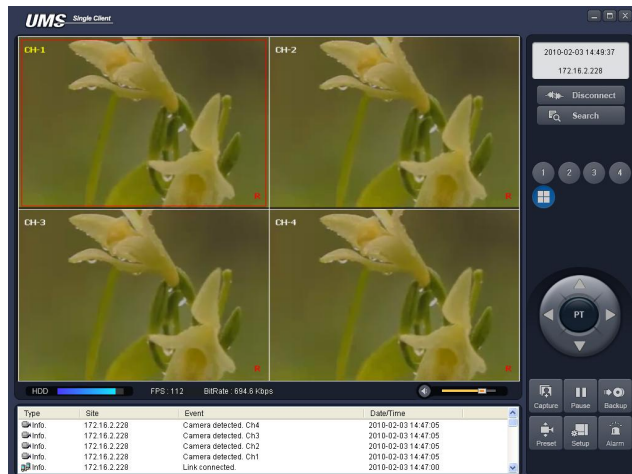 UMS Single Client
2010-02-03 14:49:37
172.16.2.228
Disconnect
Search
1 2 3 4
CH-1
R
CH-2
R
CH-3
R
CH-4
R
PT
HDD FPS : 112 BitRate : 694.6 Kbps
Capture Pause Backup
Preset Setup Alarm
Type Site Event Date/Time
Info. 172.16.2.228 Camera detected. Ch4 2010-02-03 14:47:05
Info. 172.16.2.228 Camera detected. Ch3 2010-02-03 14:47:05
Info. 172.16.2.228 Camera detected. Ch2 2010-02-03 14:47:05
Info. 172.16.2.228 Camera detected. Ch1 2010-02-03 14:47:05
Info. 172.16.2.228 Link connected. 2010-02-03 14:47:00